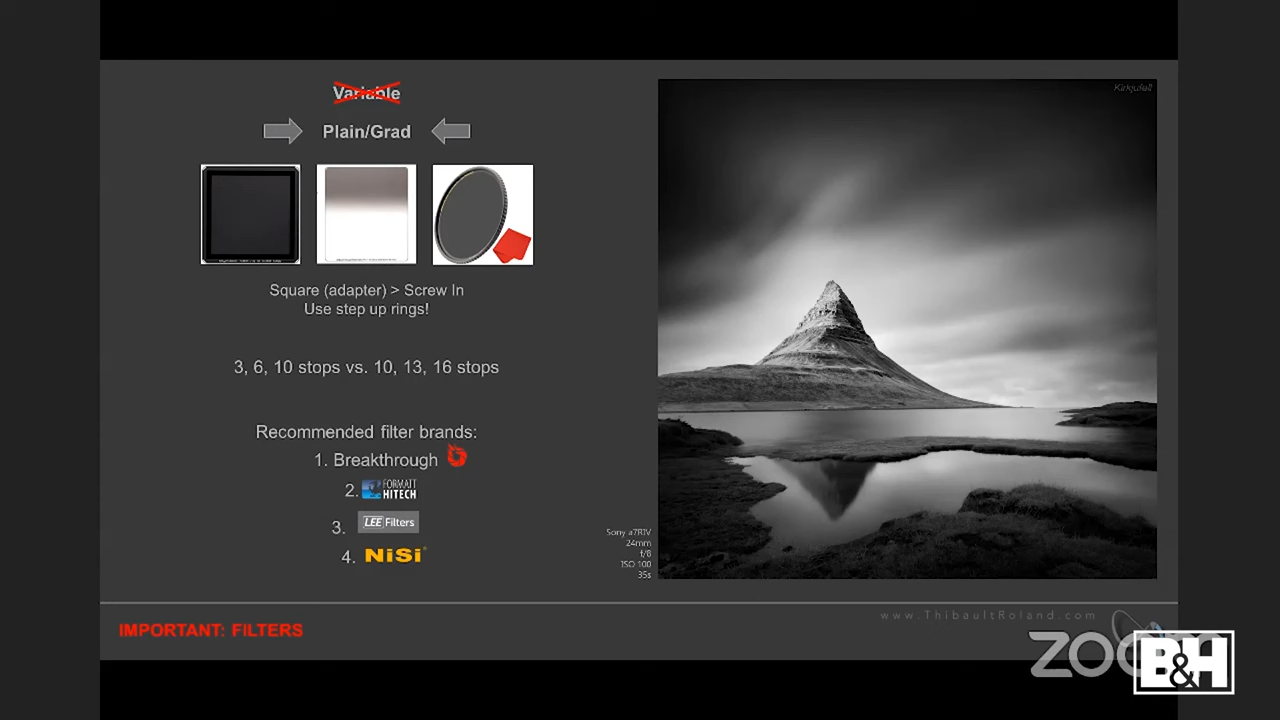 Variable
Plain/Grad
Square (adapter) > Screw In
Use step up rings!
3, 6, 10 stops vs. 10, 13, 16 stops
Recommended filter brands:
1. Breakthrough
2. FORMATT HITECH
3. LEE Filters
4. NiSi
Kirkjufell
Sony a7RIV
24mm
f/8
ISO 100
35s
www.ThibaultRoland.com
IMPORTANT: FILTERS
zoom
B&H